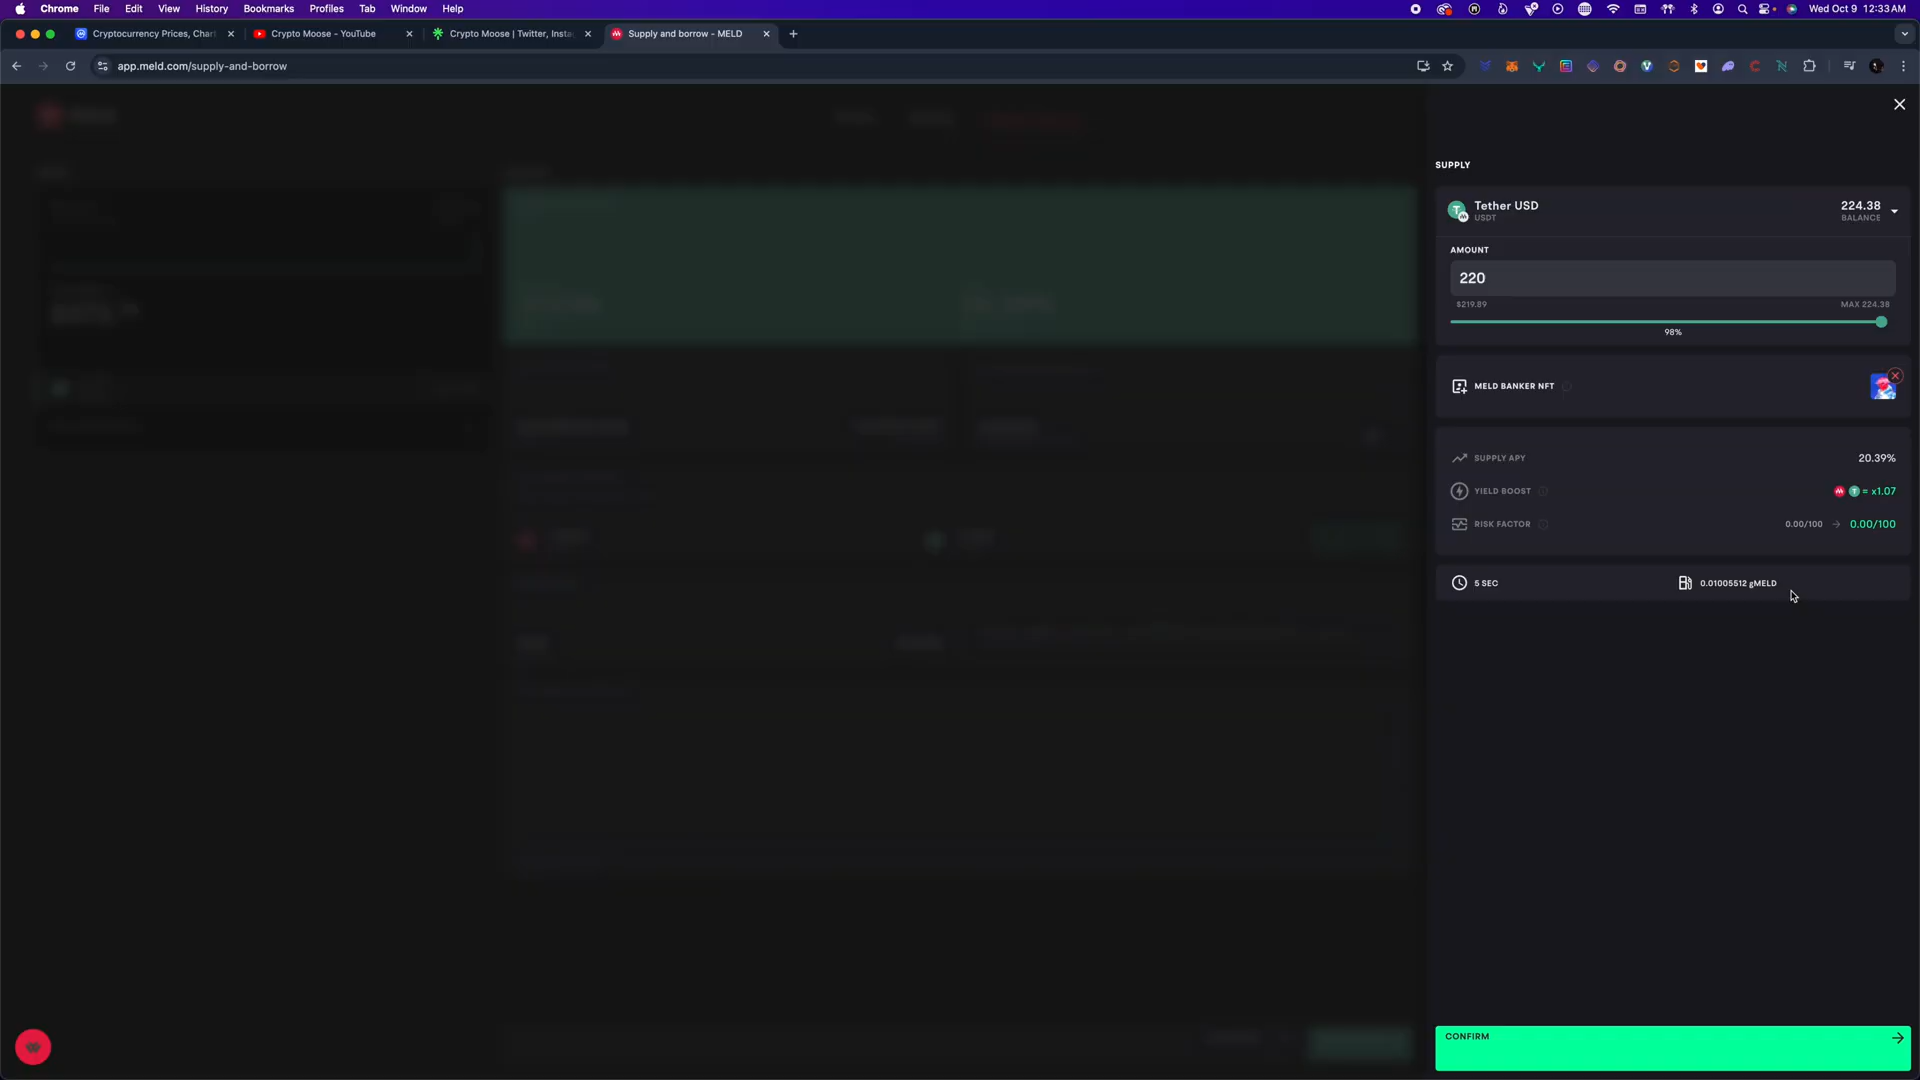 Chrome File Edit View History Bookmarks Profiles Tab Window Help Wed Oct 9 12:33 AM
Cryptocurrency Prices, Char Crypto Moose - YouTube Crypto Moose | Twitter, Insta Supply and borrow - MELD
app.meld.com/supply-and-borrow
SUPPLY
Tether USD 224.38
USDT BALANCE
AMOUNT
220
$219.89 MAX 224.38
98%
MELD BANKER NFT
SUPPLY APY 20.39%
YIELD BOOST = x1.07
RISK FACTOR 0.00/100 → 0.00/100
5 SEC 0.01005512 gMELD
CONFIRM